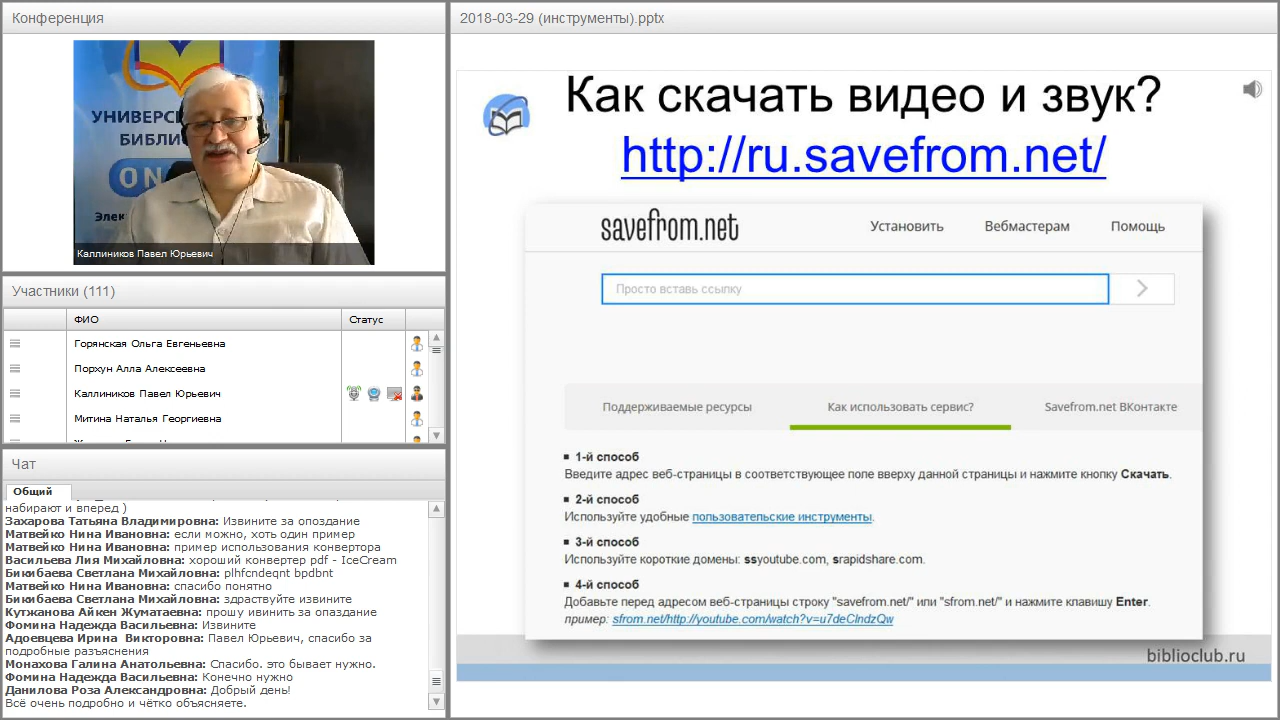 Конференция
УНИВЕРС
БИБЛИ
ON
Элек
Каллиников Павел Юрьевич
Участники (111)
ФИО
Статус
Горянская Ольга Евгеньевна
Порхун Алла Алексеевна
Каллиников Павел Юрьевич
Митина Наталья Георгиевна
Чат
Общий
набирают и вперед )
Захарова Татьяна Владимировна: Извините за опоздание
Матвейко Нина Ивановна: если можно, хоть один пример
Матвейко Нина Ивановна: пример использования конвертора
Васильева Лия Михайловна: хороший конвертер pdf - IceCream
Бикибаева Светлана Михайловна: plhfcndeqnt bpdbnt
Матвейко Нина Ивановна: спасибо понятно
Бикибаева Светлана Михайловна: здраствуйте извините
Кутжанова Айкен Жуматаевна: прошу ивинить за опаздание
Фомина Надежда Васильевна: Извините
Адоевцева Ирина Викторовна: Павел Юрьевич, спасибо за
подробные разъяснения
Монахова Галина Анатольевна: Спасибо. это бывает нужно.
Фомина Надежда Васильевна: Конечно нужно
Данилова Роза Александровна: Добрый день!
Всё очень подробно и чётко объясняете.
2018-03-29 (инструменты).pptx
Как скачать видео и звук?
http://ru.savefrom.net/
savefrom.net
Установить
Вебмастерам
Помощь
Просто вставь ссылку
Поддерживаемые ресурсы
Как использовать сервис?
Savefrom.net ВКонтакте
1-й способ
Введите адрес веб-страницы в соответствующее поле вверху данной страницы и нажмите кнопку Скачать.
2-й способ
Используйте удобные пользовательские инструменты.
3-й способ
Используйте короткие домены: ssyoutube.com, srapidshare.com.
4-й способ
Добавьте перед адресом веб-страницы строку "savefrom.net/" или "sfrom.net/" и нажмите клавишу Enter.
пример: sfrom.net/http://youtube.com/watch?v=u7deClndzQw
biblioclub.ru